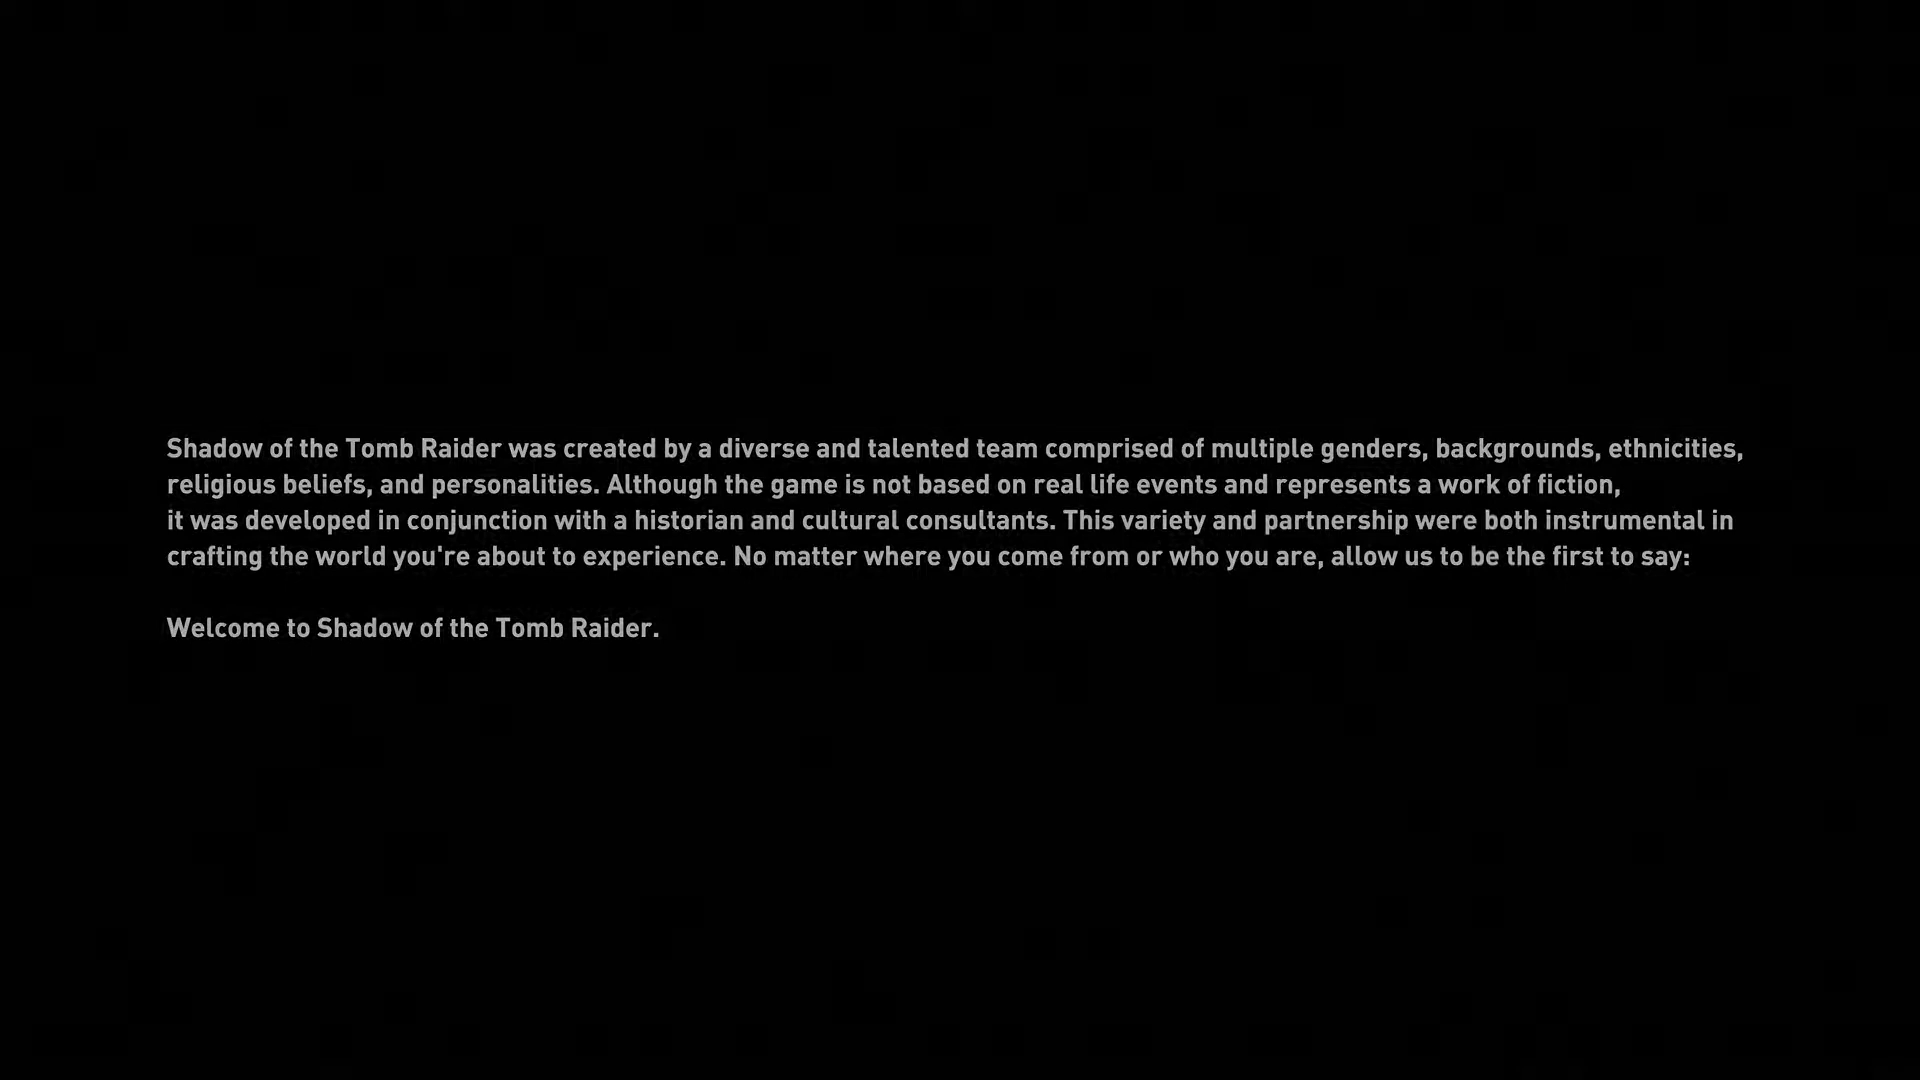 Shadow of the Tomb Raider was created by a diverse and talented team comprised of multiple genders, backgrounds, ethnicities,
religious beliefs, and personalities. Although the game is not based on real life events and represents a work of fiction,
it was developed in conjunction with a historian and cultural consultants. This variety and partnership were both instrumental in
crafting the world you're about to experience. No matter where you come from or who you are, allow us to be the first to say:
Welcome to Shadow of the Tomb Raider.